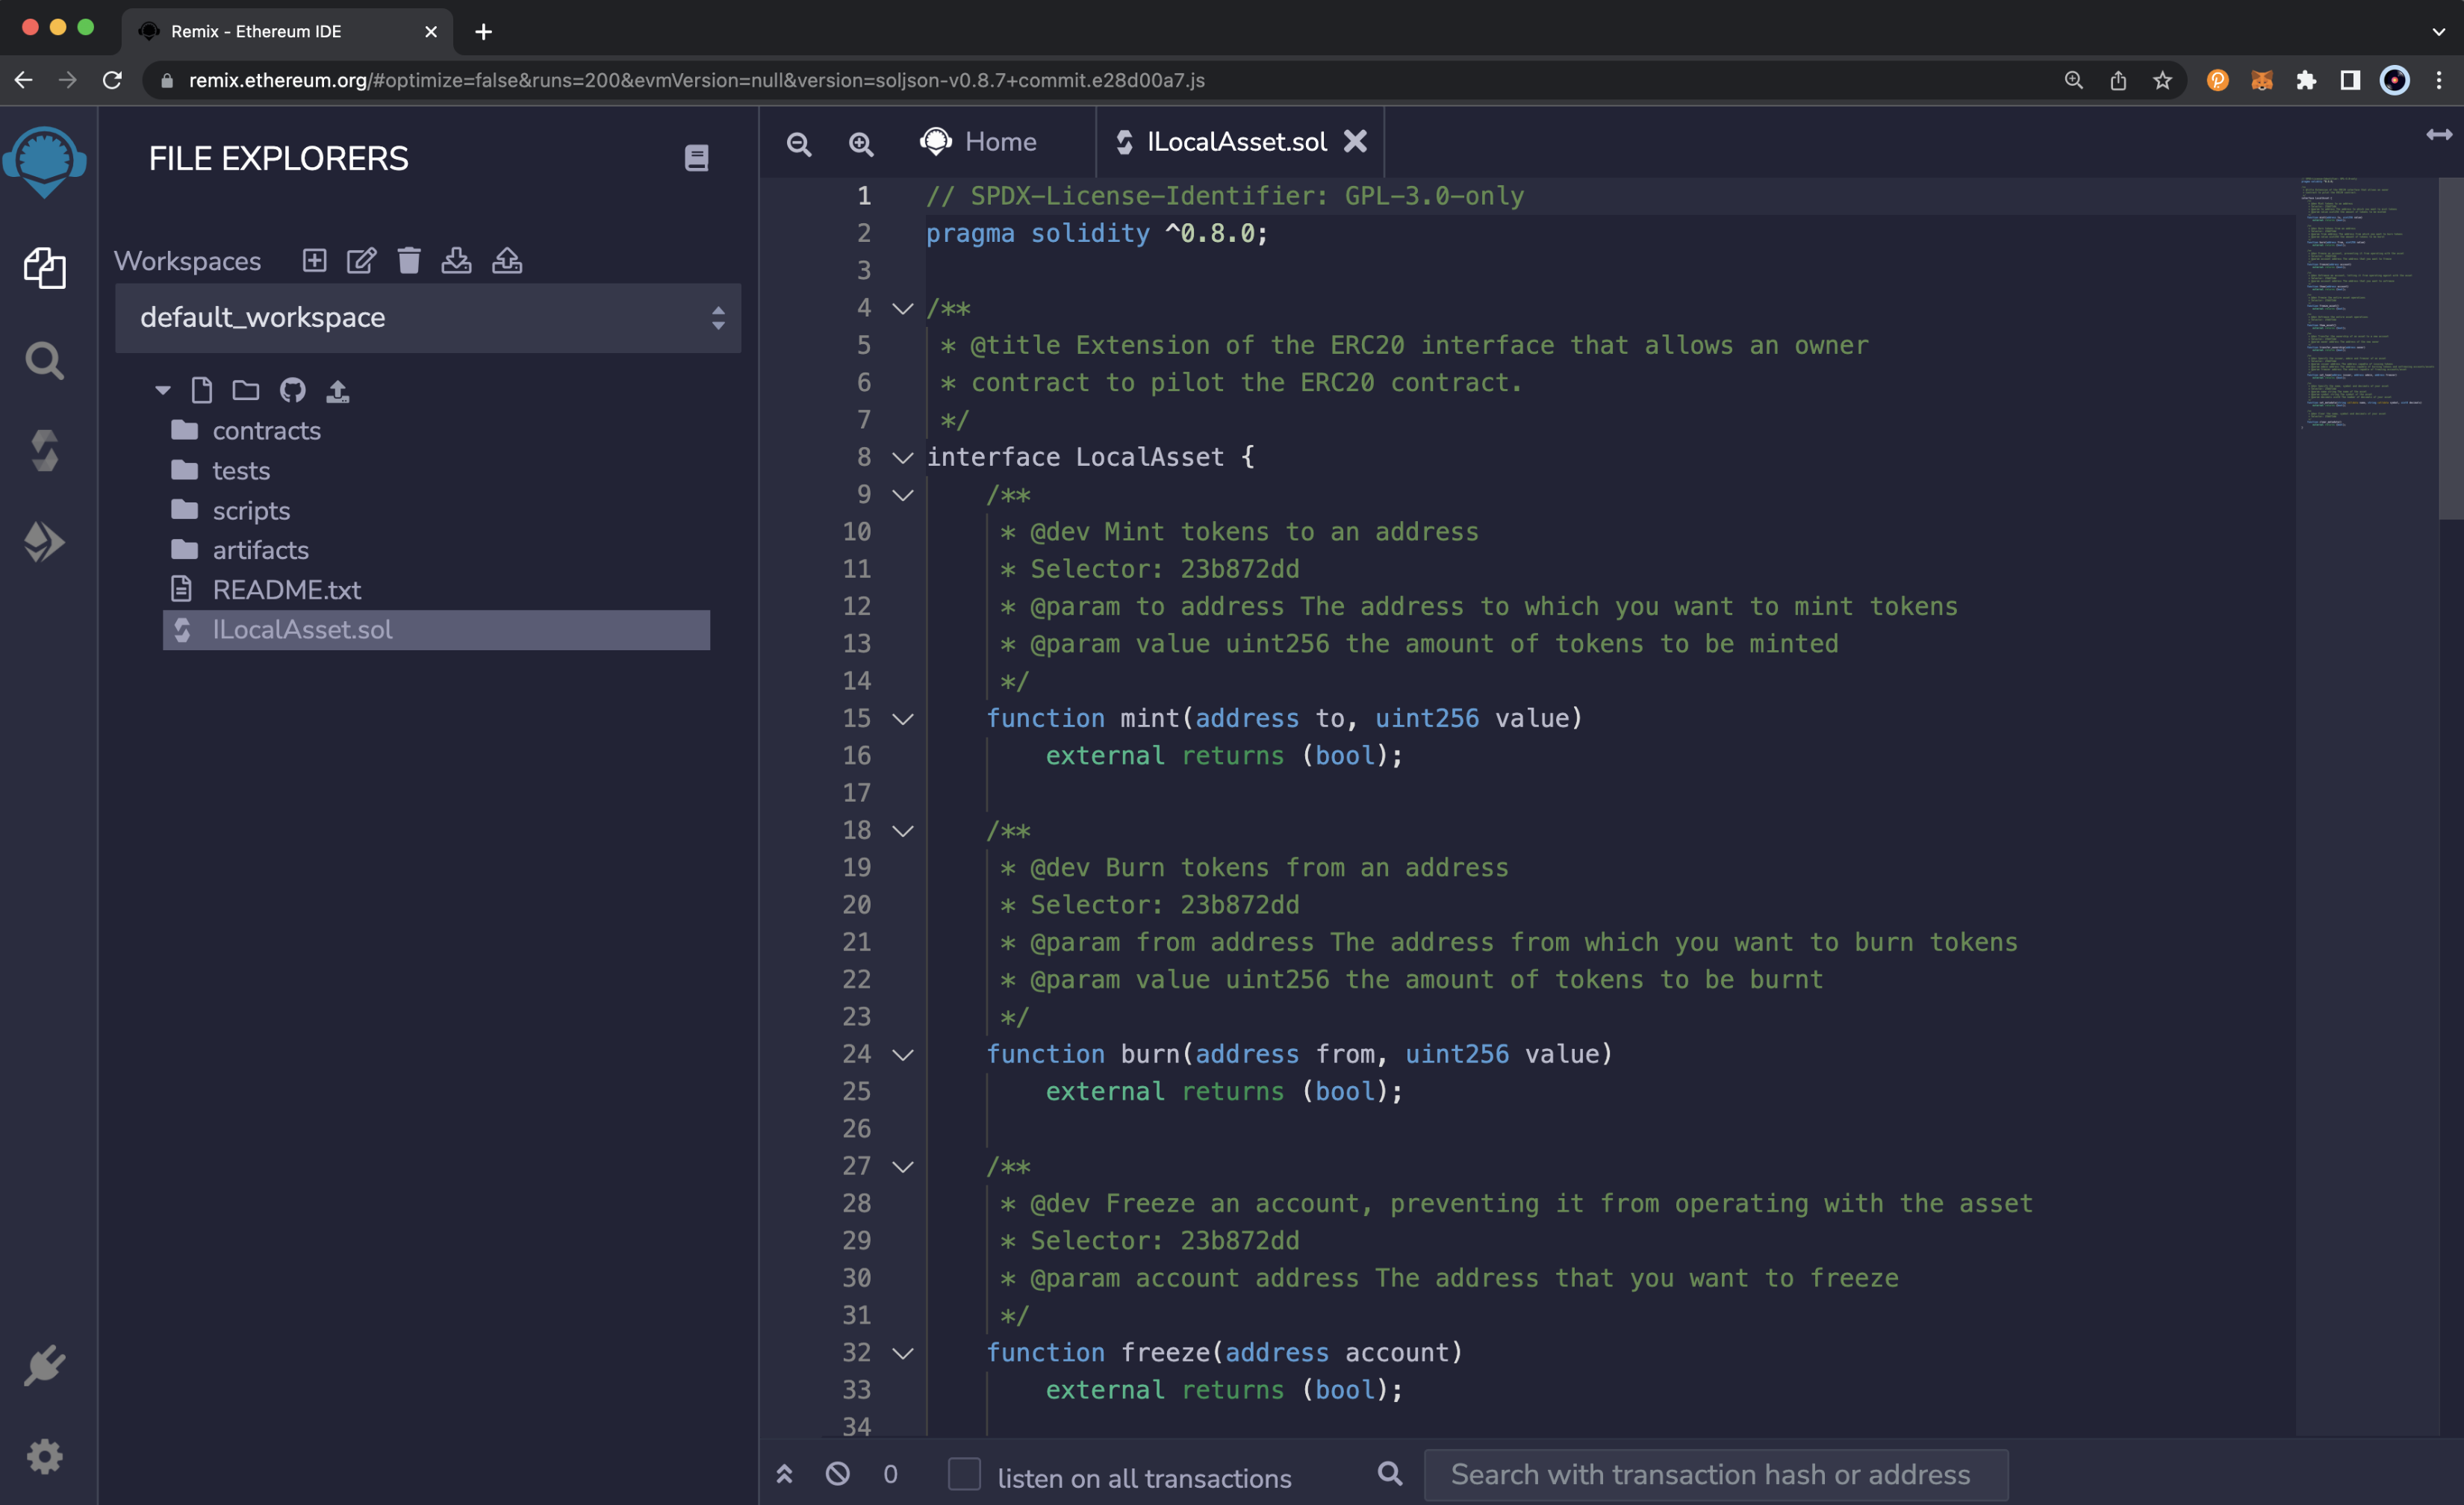 Remix - Ethereum IDE
remix.ethereum.org/#optimize=false&runs=200&evmVersion=null&version=soljson-v0.8.7+commit.e28d00a7.js
FILE EXPLORERS
Workspaces
default_workspace
contracts
tests
scripts
artifacts
README.txt
ILocalAsset.sol
Home
ILocalAsset.sol
1 // SPDX-License-Identifier: GPL-3.0-only
2 pragma solidity ^0.8.0;
3
4 /**
5 * @title Extension of the ERC20 interface that allows an owner
6 * contract to pilot the ERC20 contract.
7 */
8 interface LocalAsset {
9 /**
10 * @dev Mint tokens to an address
11 * Selector: 23b872dd
12 * @param to address The address to which you want to mint tokens
13 * @param value uint256 the amount of tokens to be minted
14 */
15 function mint(address to, uint256 value)
16 external returns (bool);
17
18 /**
19 * @dev Burn tokens from an address
20 * Selector: 23b872dd
21 * @param from address The address from which you want to burn tokens
22 * @param value uint256 the amount of tokens to be burnt
23 */
24 function burn(address from, uint256 value)
25 external returns (bool);
26
27 /**
28 * @dev Freeze an account, preventing it from operating with the asset
29 * Selector: 23b872dd
30 * @param account address The address that you want to freeze
31 */
32 function freeze(address account)
33 external returns (bool);
34
0
listen on all transactions
Search with transaction hash or address